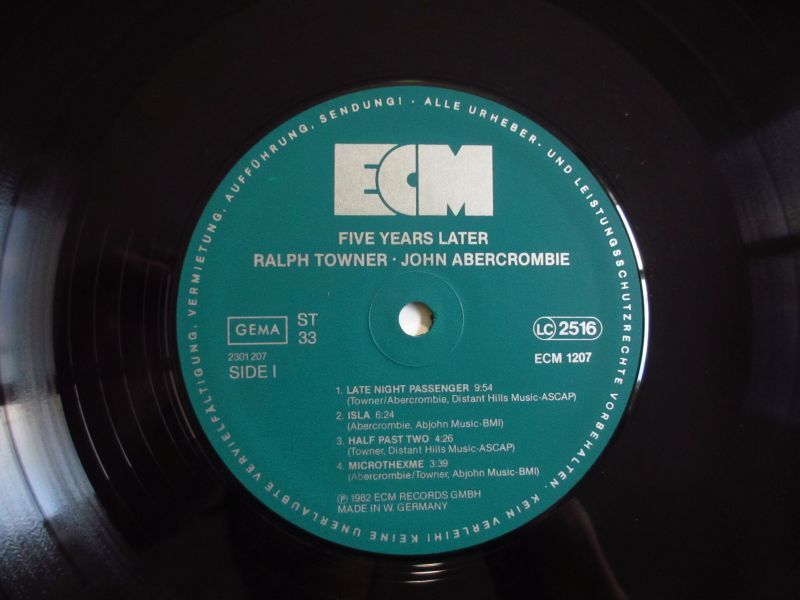 ALLE URHEBER- UND LEISTUNGSSCHUTZRECHTE VORBEHALTEN. KEIN VERLEIH! KEINE UNERLAUBTE VERVIELFÄLTIGUNG, VERMIETUNG, AUFFÜHRUNG, SENDUNG! ·
ECM
FIVE YEARS LATER
RALPH TOWNER · JOHN ABERCROMBIE
GEMA
ST
33
2301 207
SIDE I
LC 2516
ECM 1207
1. LATE NIGHT PASSENGER 9:54
(Towner/Abercrombie, Distant Hills Music-ASCAP)
2. ISLA 6:24
(Abercrombie, Abjohn Music-BMI)
3. HALF PAST TWO 4:26
(Towner, Distant Hills Music-ASCAP)
4. MICROTHEXME 3:39
(Abercrombie/Towner, Abjohn Music-BMI)
Ⓟ 1982 ECM RECORDS GMBH
MADE IN W. GERMANY